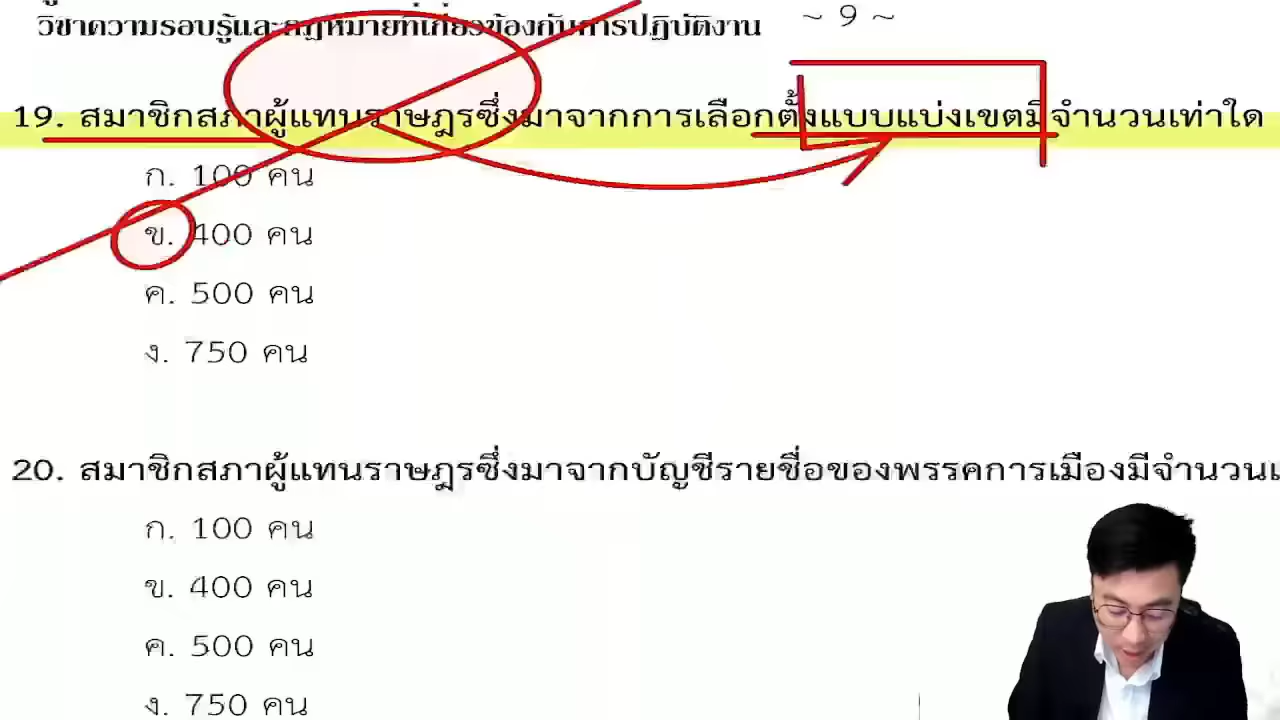 วิชาความรอบรู้และกฎหมายที่เกี่ยวข้องกับการปฏิบัติงาน ~ 9 ~
19. สมาชิกสภาผู้แทนราษฎรซึ่งมาจากการเลือกตั้งแบบแบ่งเขตมีจำนวนเท่าใด
ก. 100 คน
ข. 400 คน
ค. 500 คน
ง. 750 คน
20. สมาชิกสภาผู้แทนราษฎรซึ่งมาจากบัญชีรายชื่อของพรรคการเมืองมีจำนวนเ
ก. 100 คน
ข. 400 คน
ค. 500 คน
ง. 750 คน